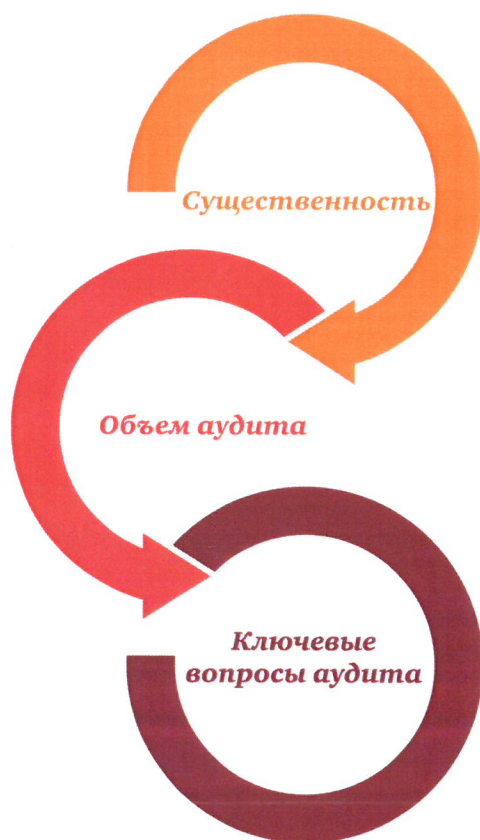 Существенность
Объем аудита
Ключевые
вопросы аудита